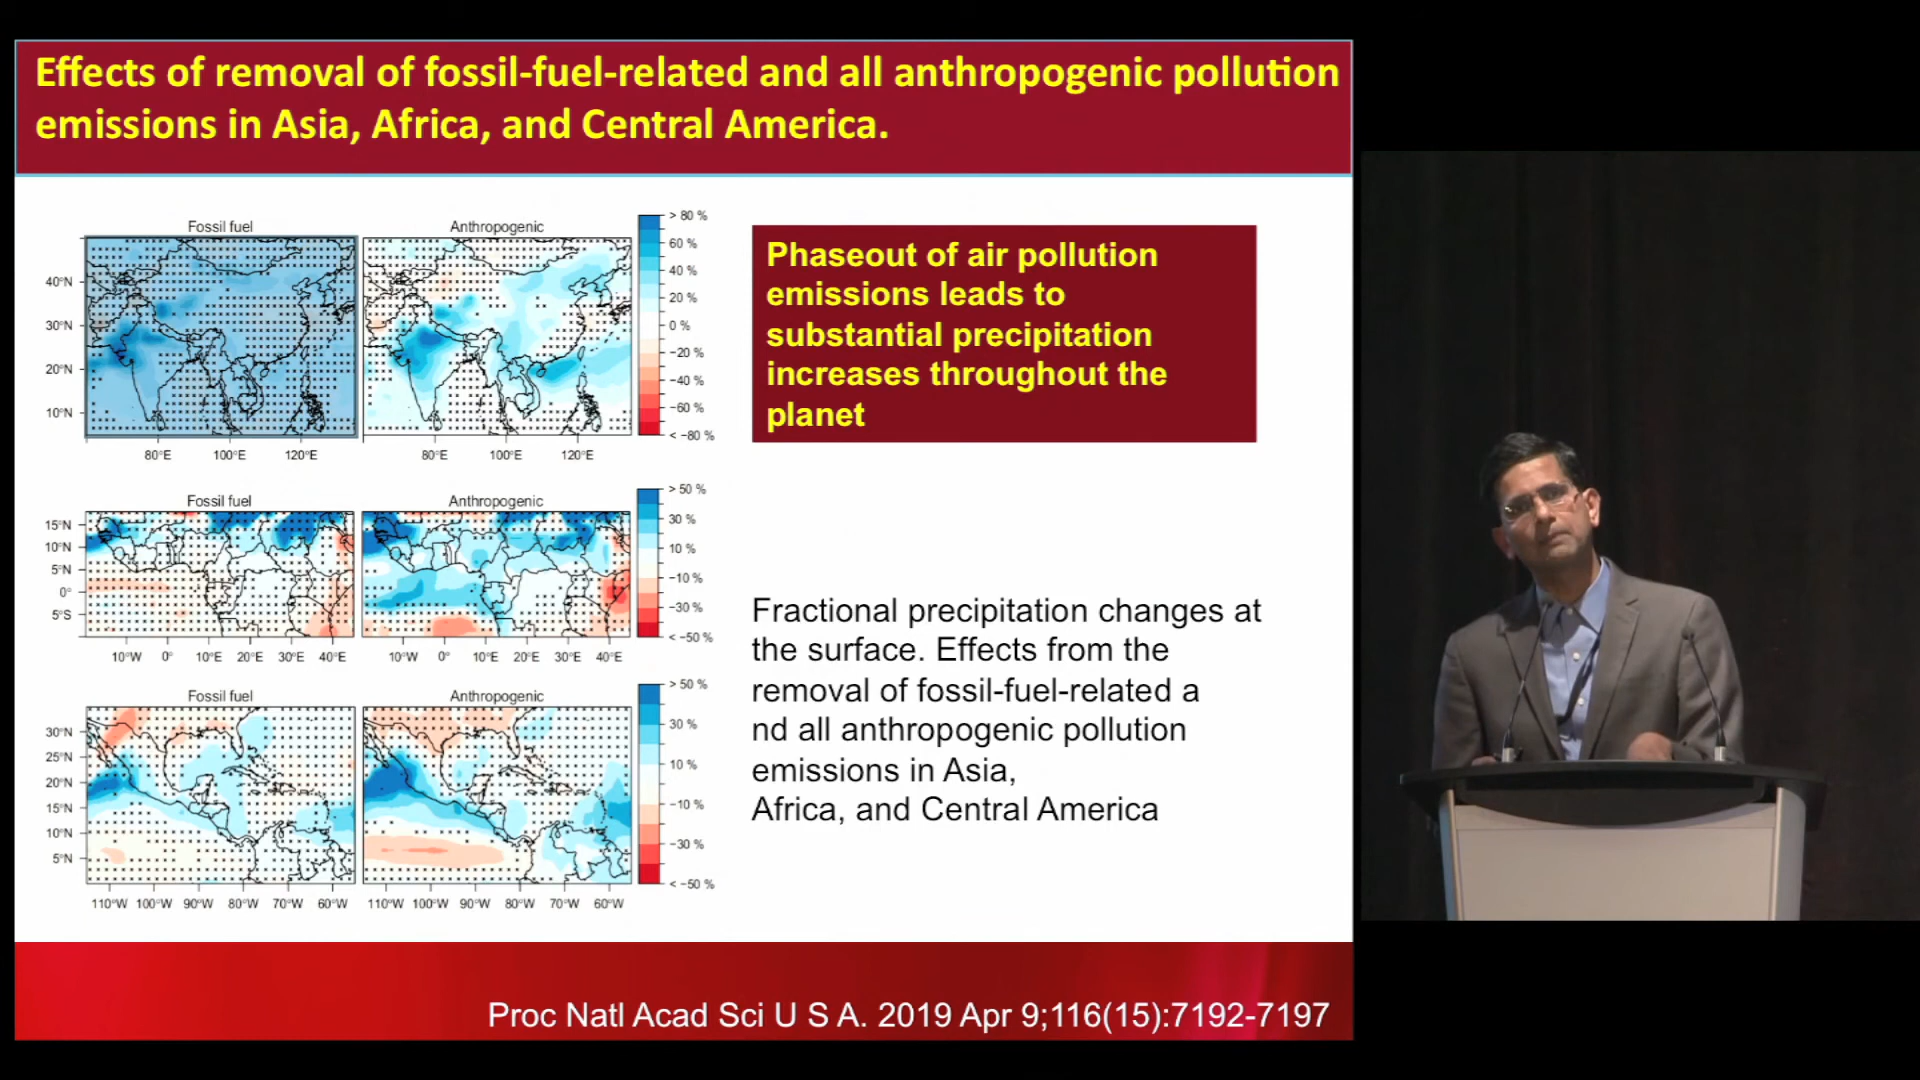 Effects of removal of fossil-fuel-related and all anthropogenic pollution
emissions in Asia, Africa, and Central America.
Fossil fuel
Anthropogenic
40°N
30°N
20°N
10°N
80°E 100°E 120°E
80°E 100°E 120°E
> 80 %
60 %
40 %
20 %
0 %
−20 %
−40 %
−60 %
< −80 %
Phaseout of air pollution
emissions leads to
substantial precipitation
increases throughout the
planet
Fossil fuel
Anthropogenic
15°N
10°N
5°N
0°
5°S
10°W 0° 10°E 20°E 30°E 40°E
10°W 0° 10°E 20°E 30°E 40°E
> 50 %
30 %
10 %
−10 %
−30 %
< −50 %
Fractional precipitation changes at
the surface. Effects from the
removal of fossil-fuel-related a
nd all anthropogenic pollution
emissions in Asia,
Africa, and Central America
Fossil fuel
Anthropogenic
30°N
25°N
20°N
15°N
10°N
5°N
110°W 100°W 90°W 80°W 70°W 60°W
110°W 100°W 90°W 80°W 70°W 60°W
> 50 %
30 %
10 %
−10 %
−30 %
< −50 %
Proc Natl Acad Sci U S A. 2019 Apr 9;116(15):7192-7197